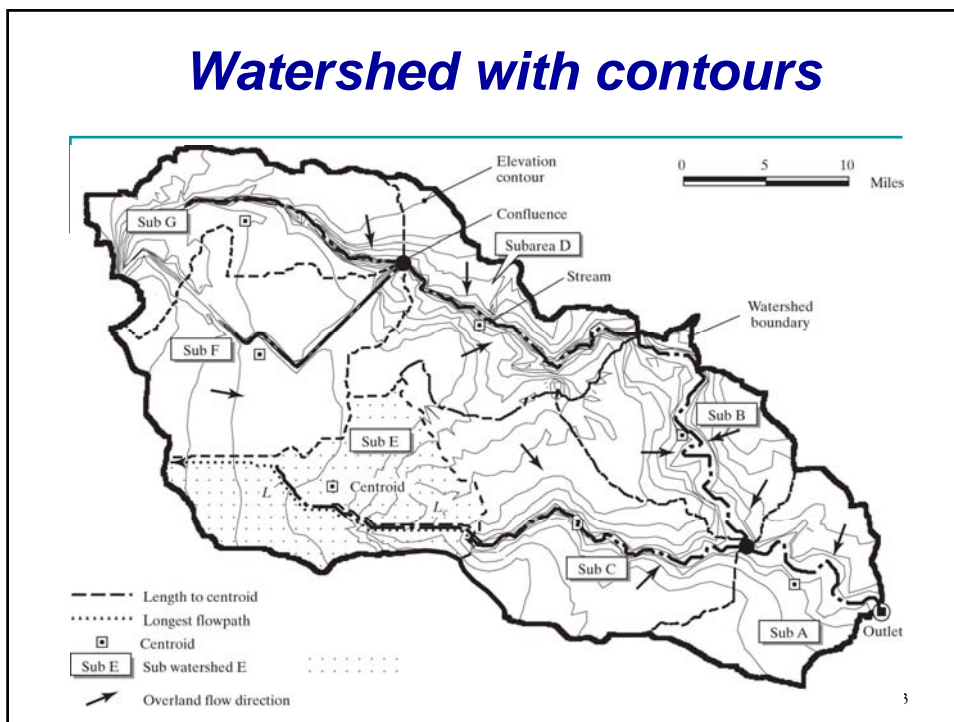 Watershed with contours
Elevation
contour
0 5 10
Miles
Confluence
Sub G
Subarea D
Stream
Watershed
boundary
Sub F
Sub B
Sub E
Centroid
L
Lc
Sub C
Sub A
Outlet
Length to centroid
Longest flowpath
Centroid
Sub E Sub watershed E
Overland flow direction